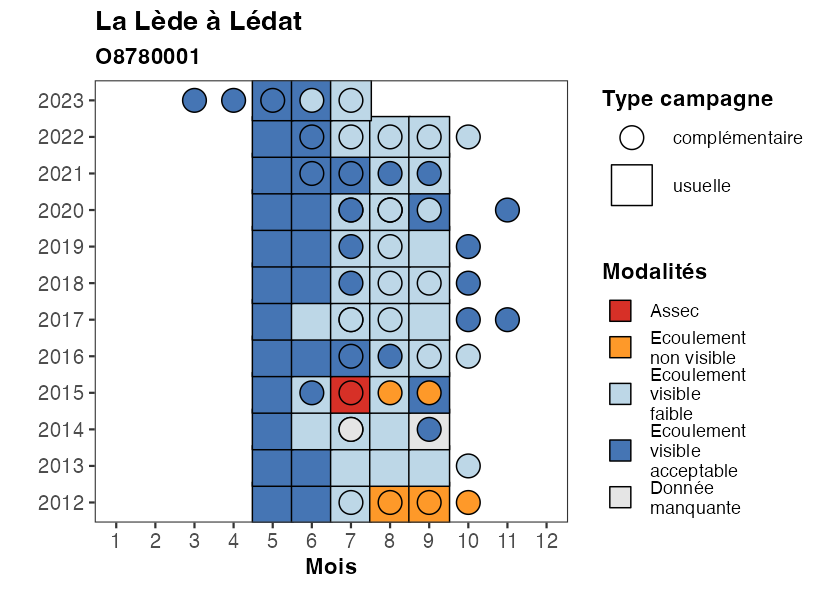 La Lède à Lédat
O8780001
2023
2022
2021
2020
2019
2018
2017
2016
2015
2014
2013
2012
1 2 3 4 5 6 7 8 9 10 11 12
Mois
Type campagne
complémentaire
usuelle
Modalités
Assec
Ecoulement
non visible
Ecoulement
visible
faible
Ecoulement
visible
acceptable
Donnée
manquante